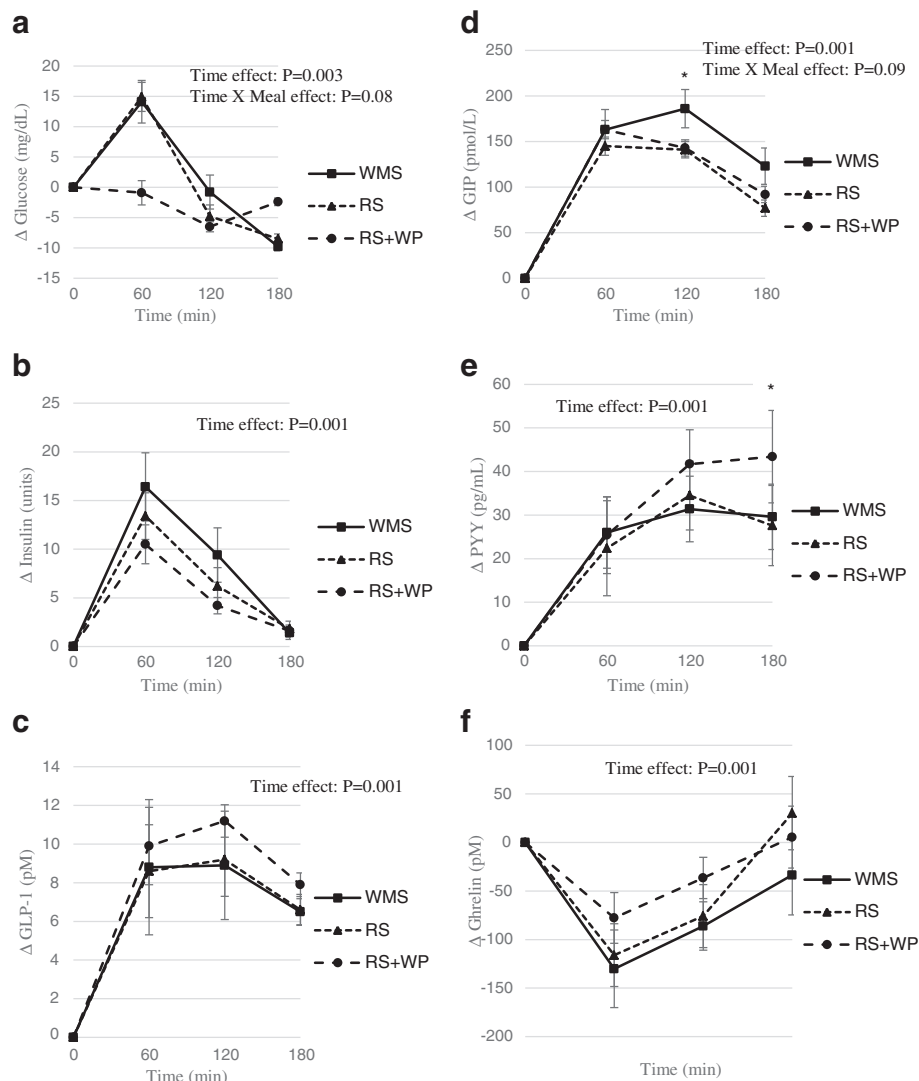 a
Time effect: P=0.003
Time X Meal effect: P=0.08
Δ Glucose (mg/dL)
20
15
10
5
0
-5
-10
-15
0 60 120 180
Time (min)
WMS
RS
RS+WP
b
Time effect: P=0.001
Δ Insulin (units)
25
20
15
10
5
0
0 60 120 180
Time (min)
WMS
RS
RS+WP
c
Time effect: P=0.001
Δ GLP-1 (pM)
14
12
10
8
6
4
2
0
0 60 120 180
Time (min)
WMS
RS
RS+WP
d
Time effect: P=0.001
Time X Meal effect: P=0.09
*
Δ GIP (pmol/L)
250
200
150
100
50
0
0 60 120 180
Time (min)
WMS
RS
RS+WP
e
Time effect: P=0.001
*
Δ PYY (pg/mL)
60
50
40
30
20
10
0
0 60 120 180
Time (min)
WMS
RS
RS+WP
f
Time effect: P=0.001
Δ Ghrelin (pM)
100
50
0
-50
-100
-150
-200
Time (min)
WMS
RS
RS+WP